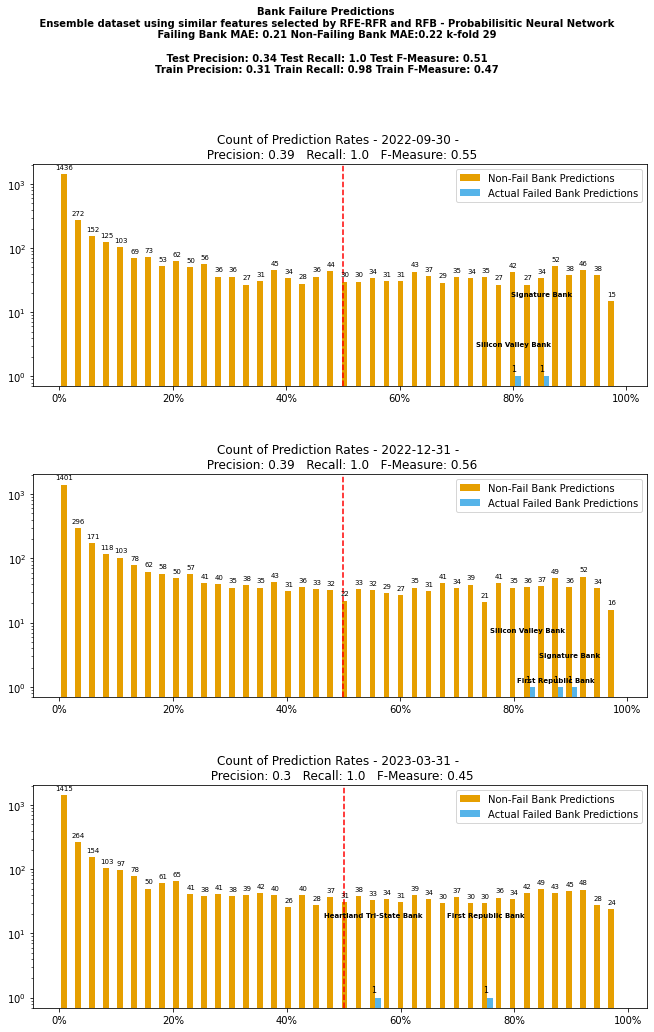 Bank Failure Predictions
Ensemble dataset using similar features selected by RFE-RFR and RFB - Probabilisitic Neural Network
Failing Bank MAE: 0.21 Non-Failing Bank MAE:0.22 k-fold 29
Test Precision: 0.34 Test Recall: 1.0 Test F-Measure: 0.51
Train Precision: 0.31 Train Recall: 0.98 Train F-Measure: 0.47
Count of Prediction Rates - 2022-09-30 -
Precision: 0.39 Recall: 1.0 F-Measure: 0.55
Non-Fail Bank Predictions
Actual Failed Bank Predictions
10³
10²
10¹
10⁰
1436 272 152 125 103 69 73 53 62 50 56 36 36 27 31 45 34 28 36 44 30 30 34 31 31 43 37 29 35 34 35 27 42 27 34 52 38 46 38 15
Signature Bank
Silicon Valley Bank
1 1
0% 20% 40% 60% 80% 100%
Count of Prediction Rates - 2022-12-31 -
Precision: 0.39 Recall: 1.0 F-Measure: 0.56
Non-Fail Bank Predictions
Actual Failed Bank Predictions
10³
10²
10¹
10⁰
1401 296 171 118 103 78 62 58 50 57 41 40 35 38 35 43 31 36 33 32 22 33 32 29 27 35 31 41 34 39 21 41 35 36 37 49 36 52 34 16
Silicon Valley Bank
Signature Bank
First Republic Bank
1 1 1
0% 20% 40% 60% 80% 100%
Count of Prediction Rates - 2023-03-31 -
Precision: 0.3 Recall: 1.0 F-Measure: 0.45
Non-Fail Bank Predictions
Actual Failed Bank Predictions
10³
10²
10¹
10⁰
1415 264 154 103 97 78 50 61 65 41 38 41 38 39 42 40 26 40 28 37 31 38 33 34 31 39 34 30 37 30 30 36 34 42 49 43 45 48 28 24
Heartland Tri-State Bank First Republic Bank
1 1
0% 20% 40% 60% 80% 100%